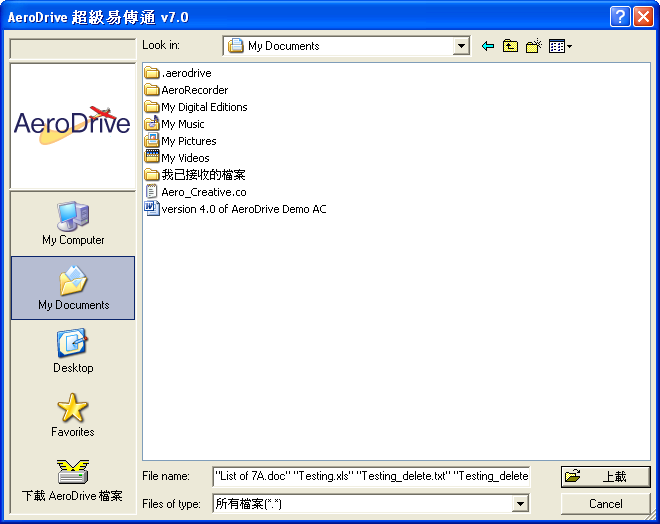 AeroDrive 超級易傳通 v7.0
Look in:
My Documents
AeroDrive
.aerodrive
AeroRecorder
My Digital Editions
My Music
My Pictures
My Videos
我已接收的檔案
Aero_Creative.co
version 4.0 of AeroDrive Demo AC
My Computer
My Documents
Desktop
Favorites
下載 AeroDrive 檔案
File name:
"List of 7A.doc" "Testing.xls" "Testing_delete.txt" "Testing_delete
上載
Files of type:
所有檔案(*.*)
Cancel